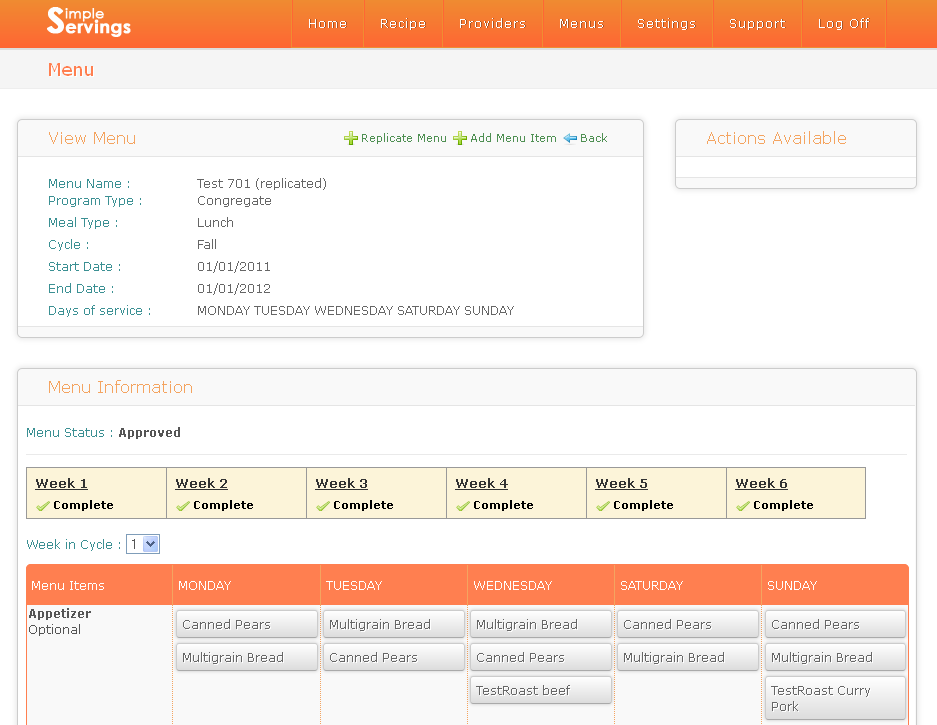 Simple Servings
Home Recipe Providers Menus Settings Support Log Off
Menu
View Menu Replicate Menu Add Menu Item Back
Actions Available
Menu Name : Test 701 (replicated)
Program Type : Congregate
Meal Type : Lunch
Cycle : Fall
Start Date : 01/01/2011
End Date : 01/01/2012
Days of service : MONDAY TUESDAY WEDNESDAY SATURDAY SUNDAY
Menu Information
Menu Status : Approved
Week 1 Week 2 Week 3 Week 4 Week 5 Week 6
Complete Complete Complete Complete Complete Complete
Week in Cycle : 1
Menu Items MONDAY TUESDAY WEDNESDAY SATURDAY SUNDAY
Appetizer
Optional
Canned Pears Multigrain Bread Multigrain Bread Canned Pears Canned Pears
Multigrain Bread Canned Pears Canned Pears Multigrain Bread Multigrain Bread
TestRoast beef TestRoast Curry
Pork